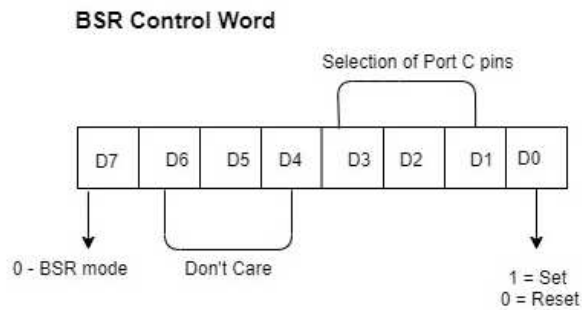 BSR Control Word
Selection of Port C pins
D7 D6 D5 D4 D3 D2 D1 D0
0 - BSR mode
Don't Care
1 = Set
0 = Reset